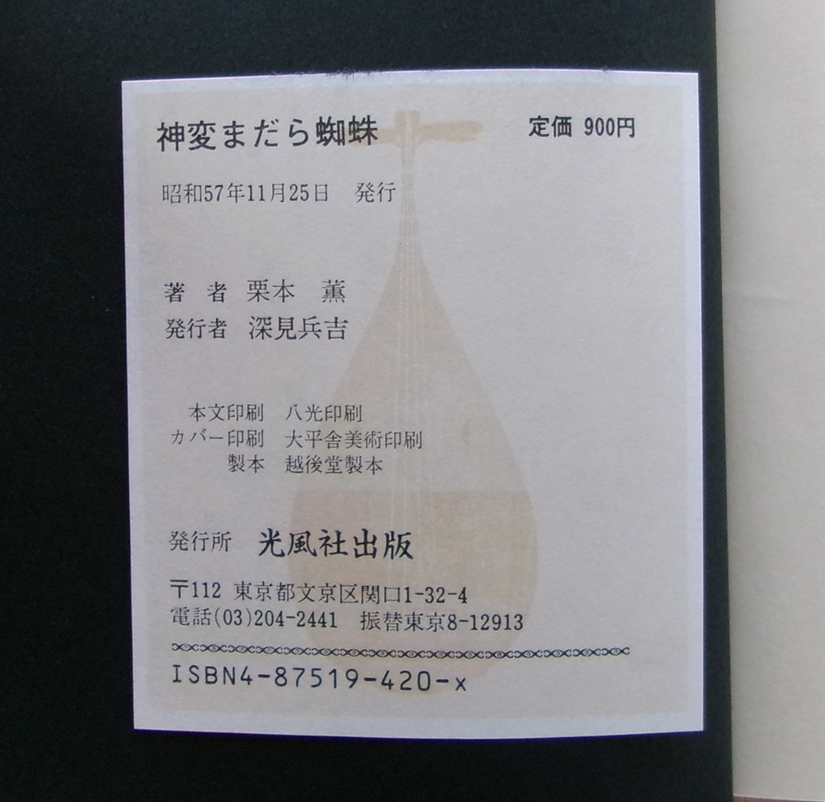 神変まだら蜘蛛 定価 900円
昭和57年11月25日 発行
著 者 栗本 薫
発行者 深見兵吉
本文印刷 八光印刷
カバー印刷 大平舎美術印刷
製本 越後堂製本
発行所 光風社出版
〒112 東京都文京区関口1-32-4
電話(03)204-2441 振替東京8-12913
ISBN4-87519-420-x